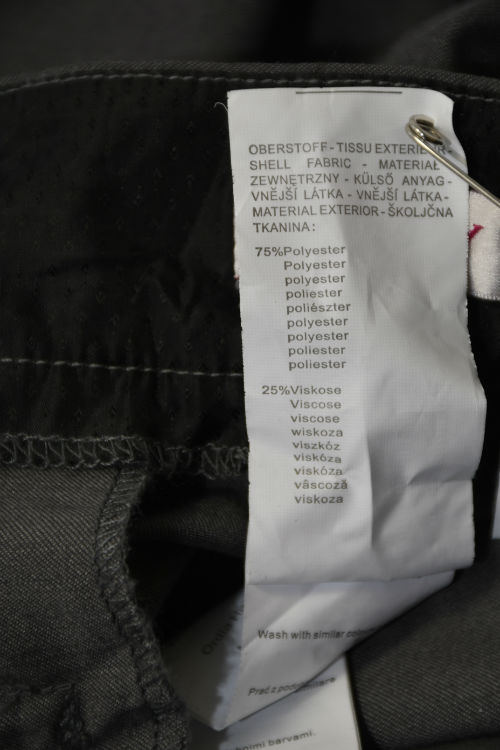 OBERSTOFF - TISSU EXTERIEUR -
SHELL FABRIC - MATERIAŁ
ZEWNĘTRZNY - KÜLSŐ ANYAG -
VNĚJŠÍ LÁTKA - VNĚJŠÍ LÁTKA -
MATERIAL EXTERIOR - ŠKOLJČNA
TKANINA:
75%Polyester
Polyester
polyester
poliester
poliészter
polyester
polyester
poliester
poliester
25%Viskose
Viscose
viscose
wiskoza
viszkóz
viskóza
viskóza
vâscoză
viskoza
Wash with similar
Prać z
barvami.